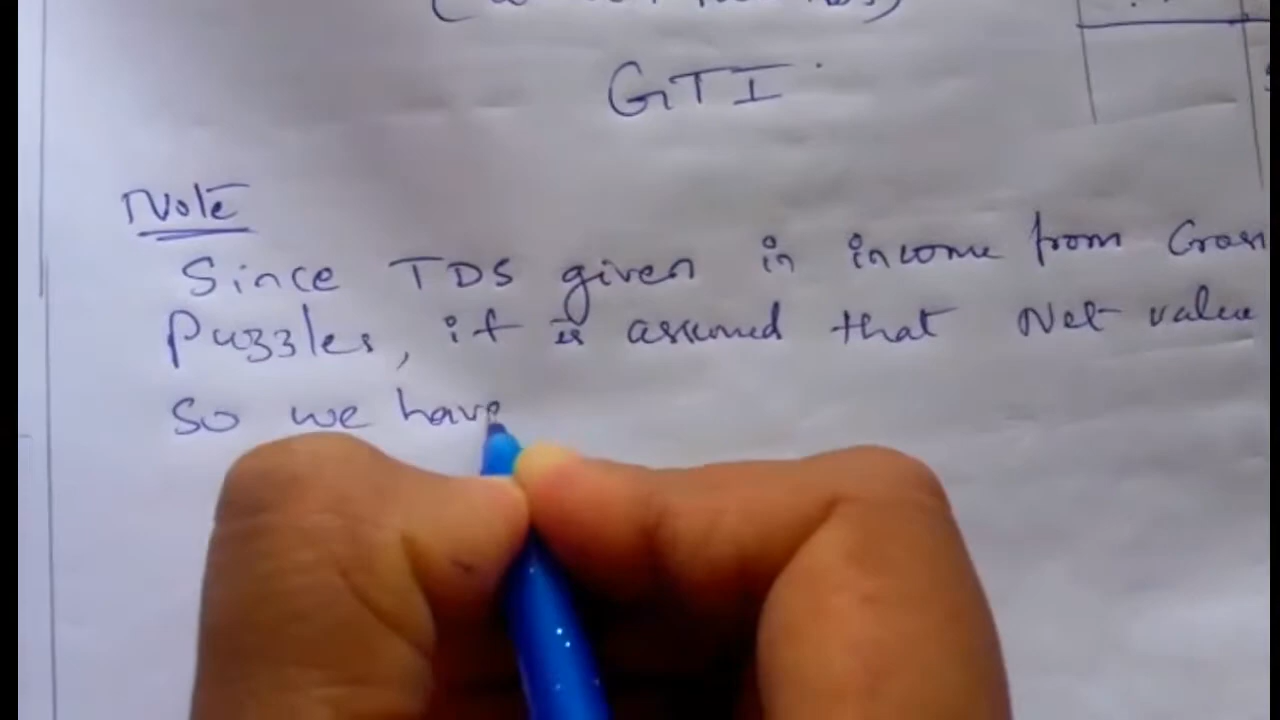 GTI
Note
Since TDS given in income from Cross
Puzzles, it is assumed that Net value
So we have